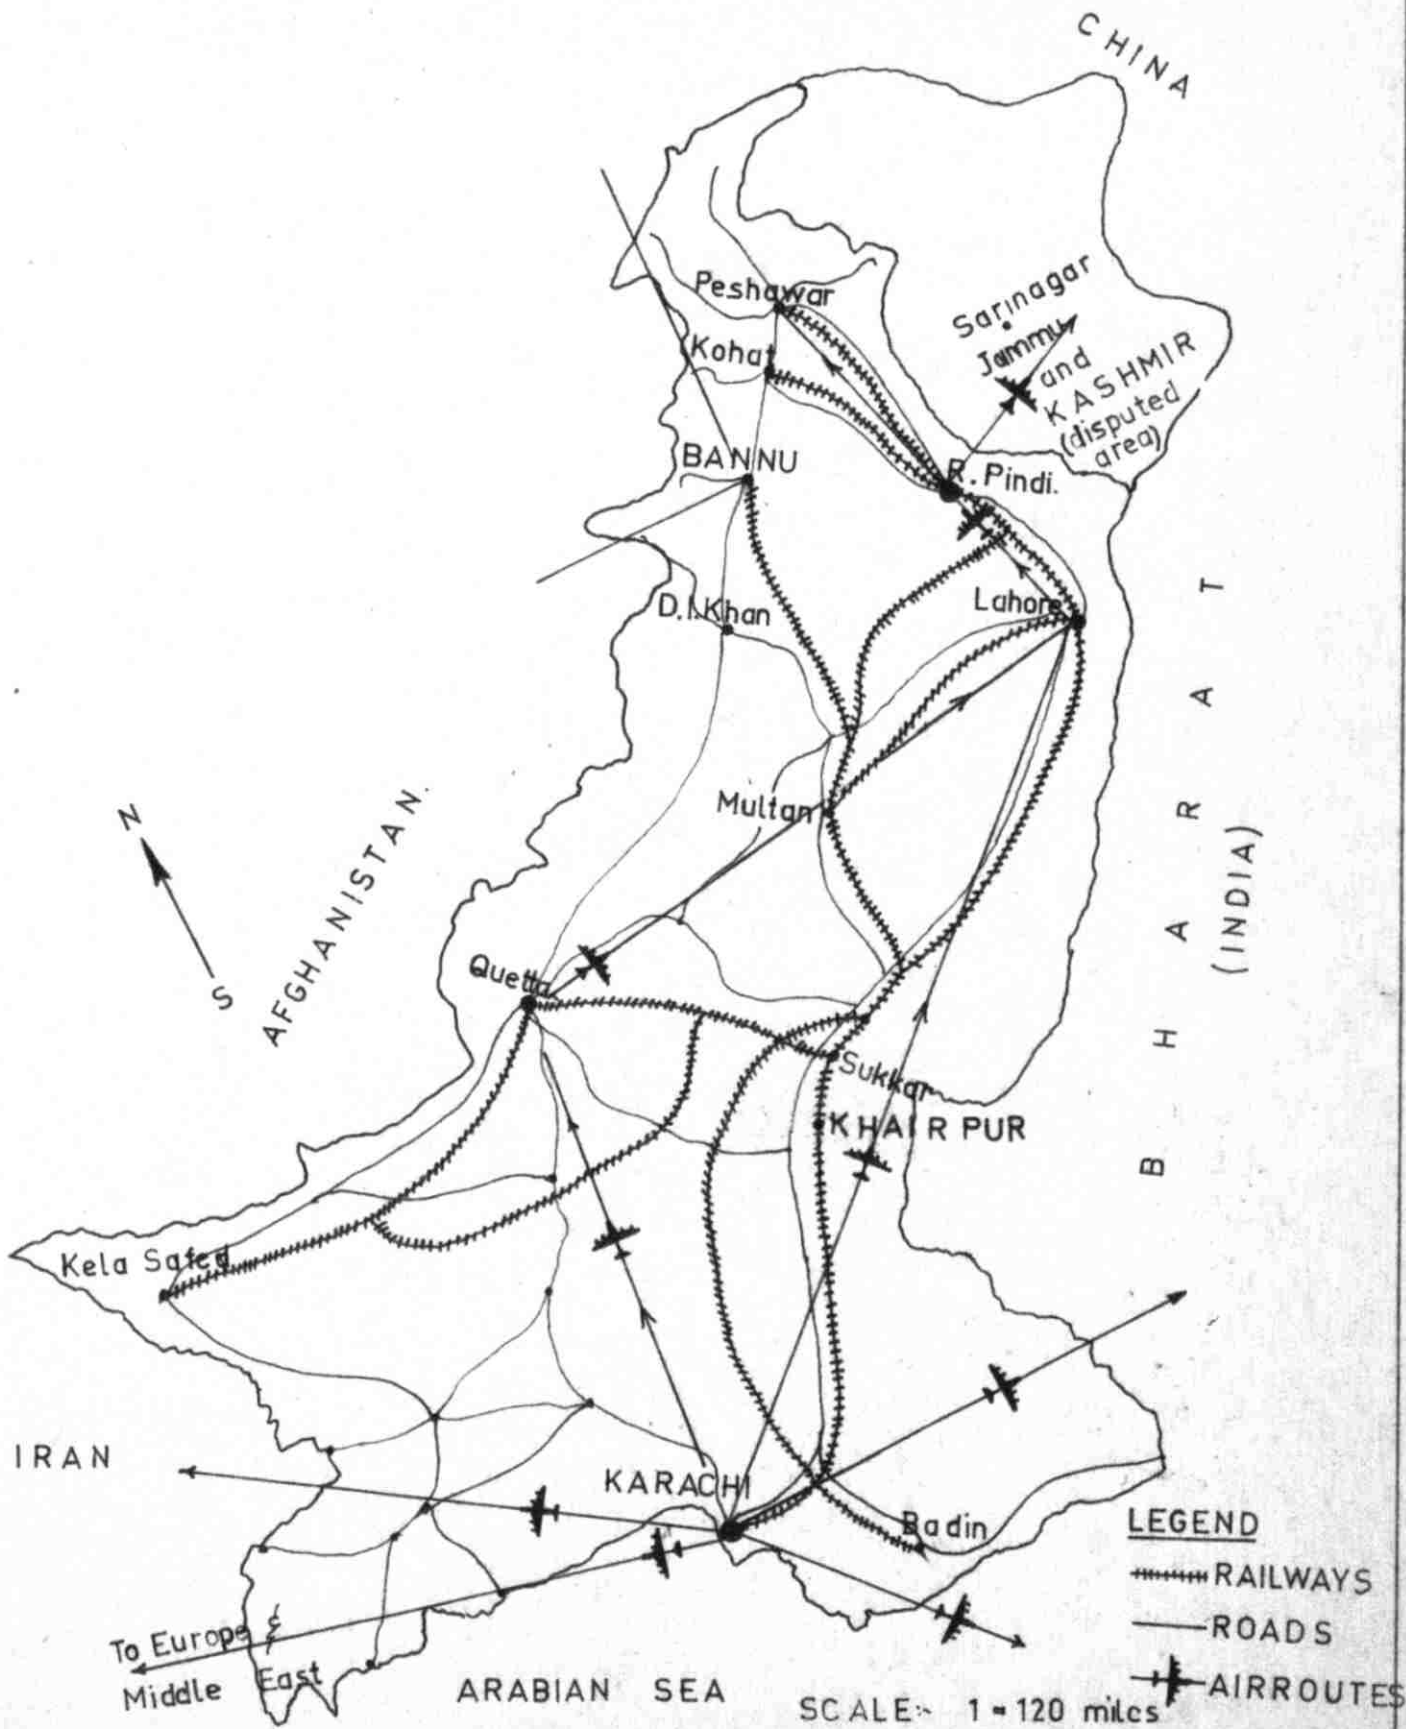 CHINA
Peshawar
Sarinagar
Jammu
and
KASHMIR
(disputed
area)
Kohat
BANNU
R. Pindi.
D.I.Khan
Lahore
BHARAT
(INDIA)
Multan
N
S
AFGHANISTAN.
Quetta
Sukkar
KHAIR PUR
Kela Safed
IRAN
KARACHI
Badin
LEGEND
RAILWAYS
ROADS
AIRROUTES
To Europe &
Middle East
ARABIAN SEA
SCALE:- 1 = 120 miles